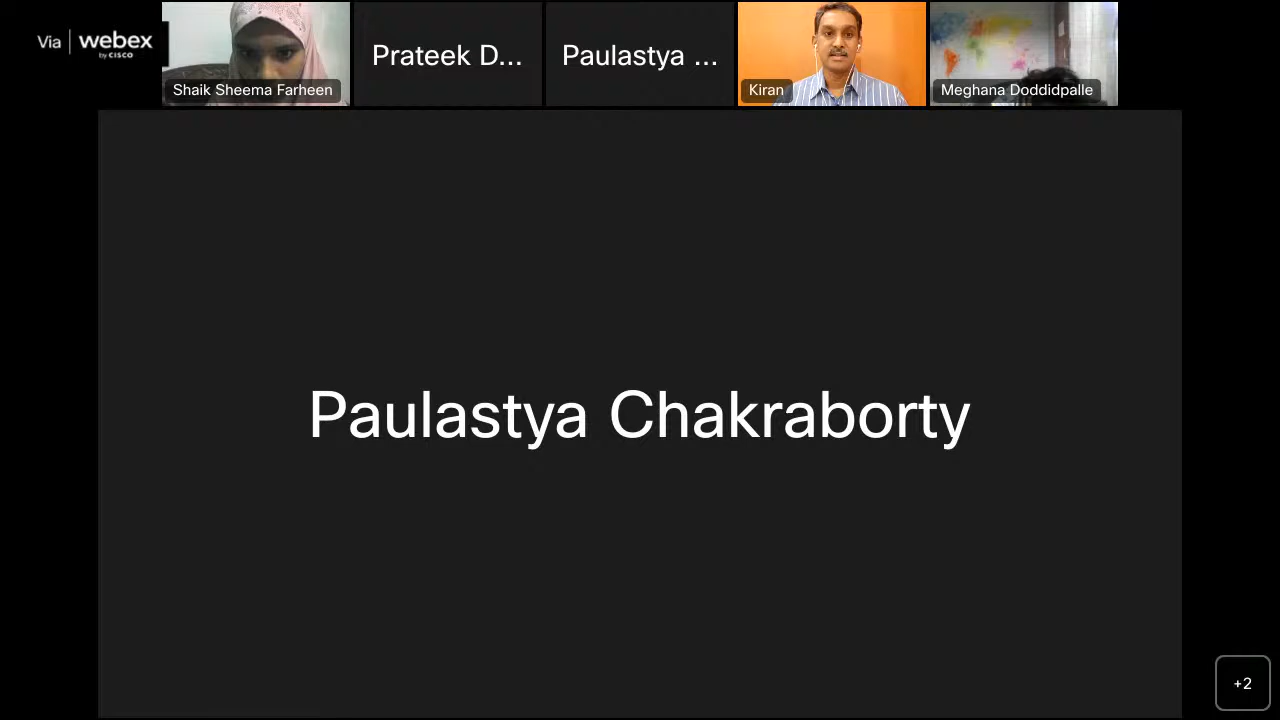 Via webex
by CISCO
Shaik Sheema Farheen
Prateek D...
Paulastya ...
Kiran
Meghana Doddidpalle
Paulastya Chakraborty
+2